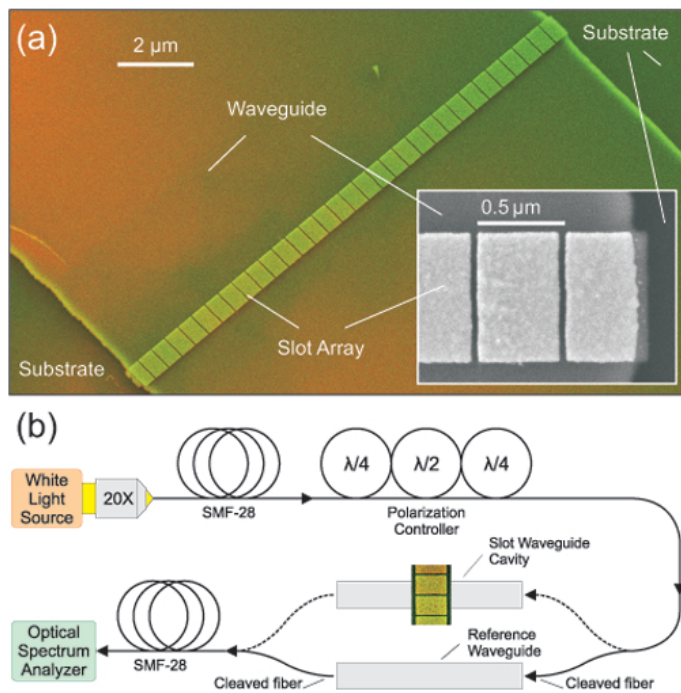 (a)
2 μm
Substrate
Waveguide
0.5 μm
Slot Array
Substrate
(b)
White
Light
Source
20X
SMF-28
λ/4
λ/2
λ/4
Polarization
Controller
Slot Waveguide
Cavity
Optical
Spectrum
Analyzer
SMF-28
Reference
Waveguide
Cleaved fiber
Cleaved fiber